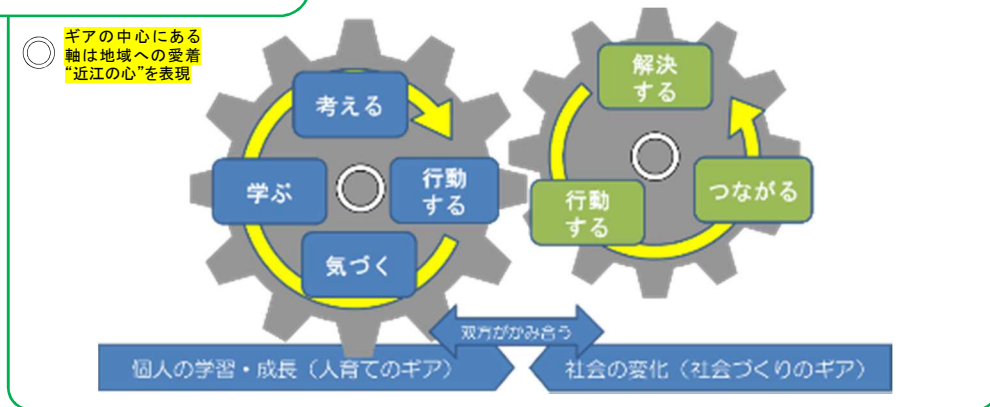 ギアの中心にある
軸は地域への愛着
“近江の心”を表現
考える
学ぶ
行動
する
気づく
解決
する
行動
する
つながる
双方がかみ合う
個人の学習・成長（人育てのギア）
社会の変化（社会づくりのギア）